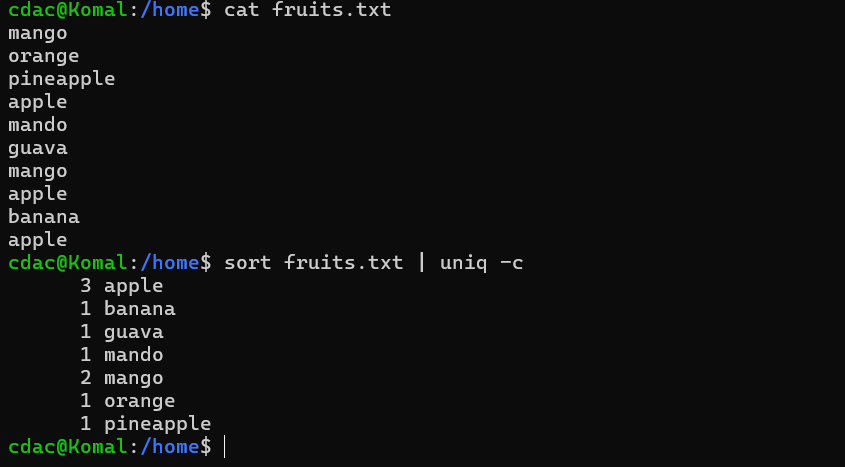 cdac@Komal:/home$ cat fruits.txt
mango
orange
pineapple
apple
mando
guava
mango
apple
banana
apple
cdac@Komal:/home$ sort fruits.txt | uniq -c
      3 apple
      1 banana
      1 guava
      1 mando
      2 mango
      1 orange
      1 pineapple
cdac@Komal:/home$